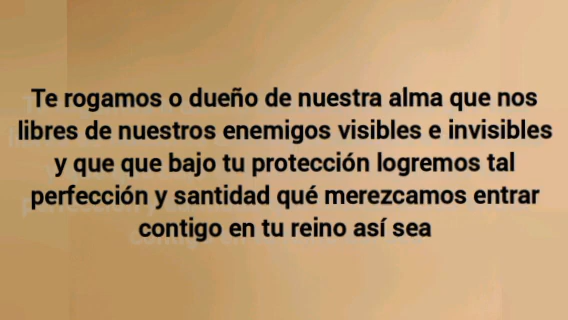 Te rogamos o dueño de nuestra alma que nos
libres de nuestros enemigos visibles e invisibles
y que que bajo tu protección logremos tal
perfección y santidad qué merezcamos entrar
contigo en tu reino así sea